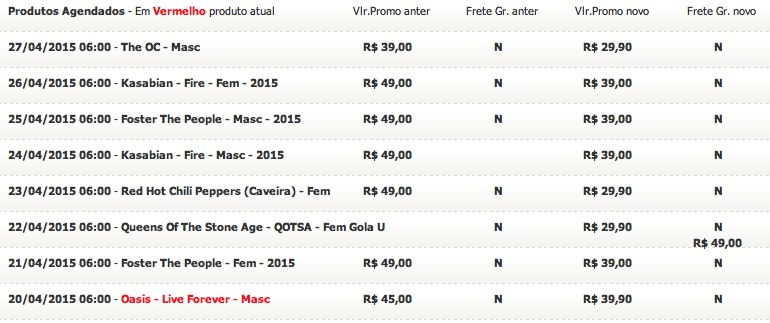 Produtos Agendados - Em Vermelho produto atual Vlr.Promo anter Frete Gr. anter Vlr.Promo novo Frete Gr. novo
27/04/2015 06:00 - The OC - Masc R$ 39,00 N R$ 29,90 N
26/04/2015 06:00 - Kasabian - Fire - Fem - 2015 R$ 49,00 N R$ 39,00 N
25/04/2015 06:00 - Foster The People - Masc - 2015 R$ 49,00 N R$ 39,00 N
24/04/2015 06:00 - Kasabian - Fire - Masc - 2015 R$ 49,00 R$ 39,00 N
23/04/2015 06:00 - Red Hot Chili Peppers (Caveira) - Fem R$ 49,00 N R$ 29,90 N
22/04/2015 06:00 - Queens Of The Stone Age - QOTSA - Fem Gola U N R$ 29,90 N
R$ 49,00
21/04/2015 06:00 - Foster The People - Fem - 2015 R$ 49,00 N R$ 39,00 N
20/04/2015 06:00 - Oasis - Live Forever - Masc R$ 45,00 N R$ 39,90 N